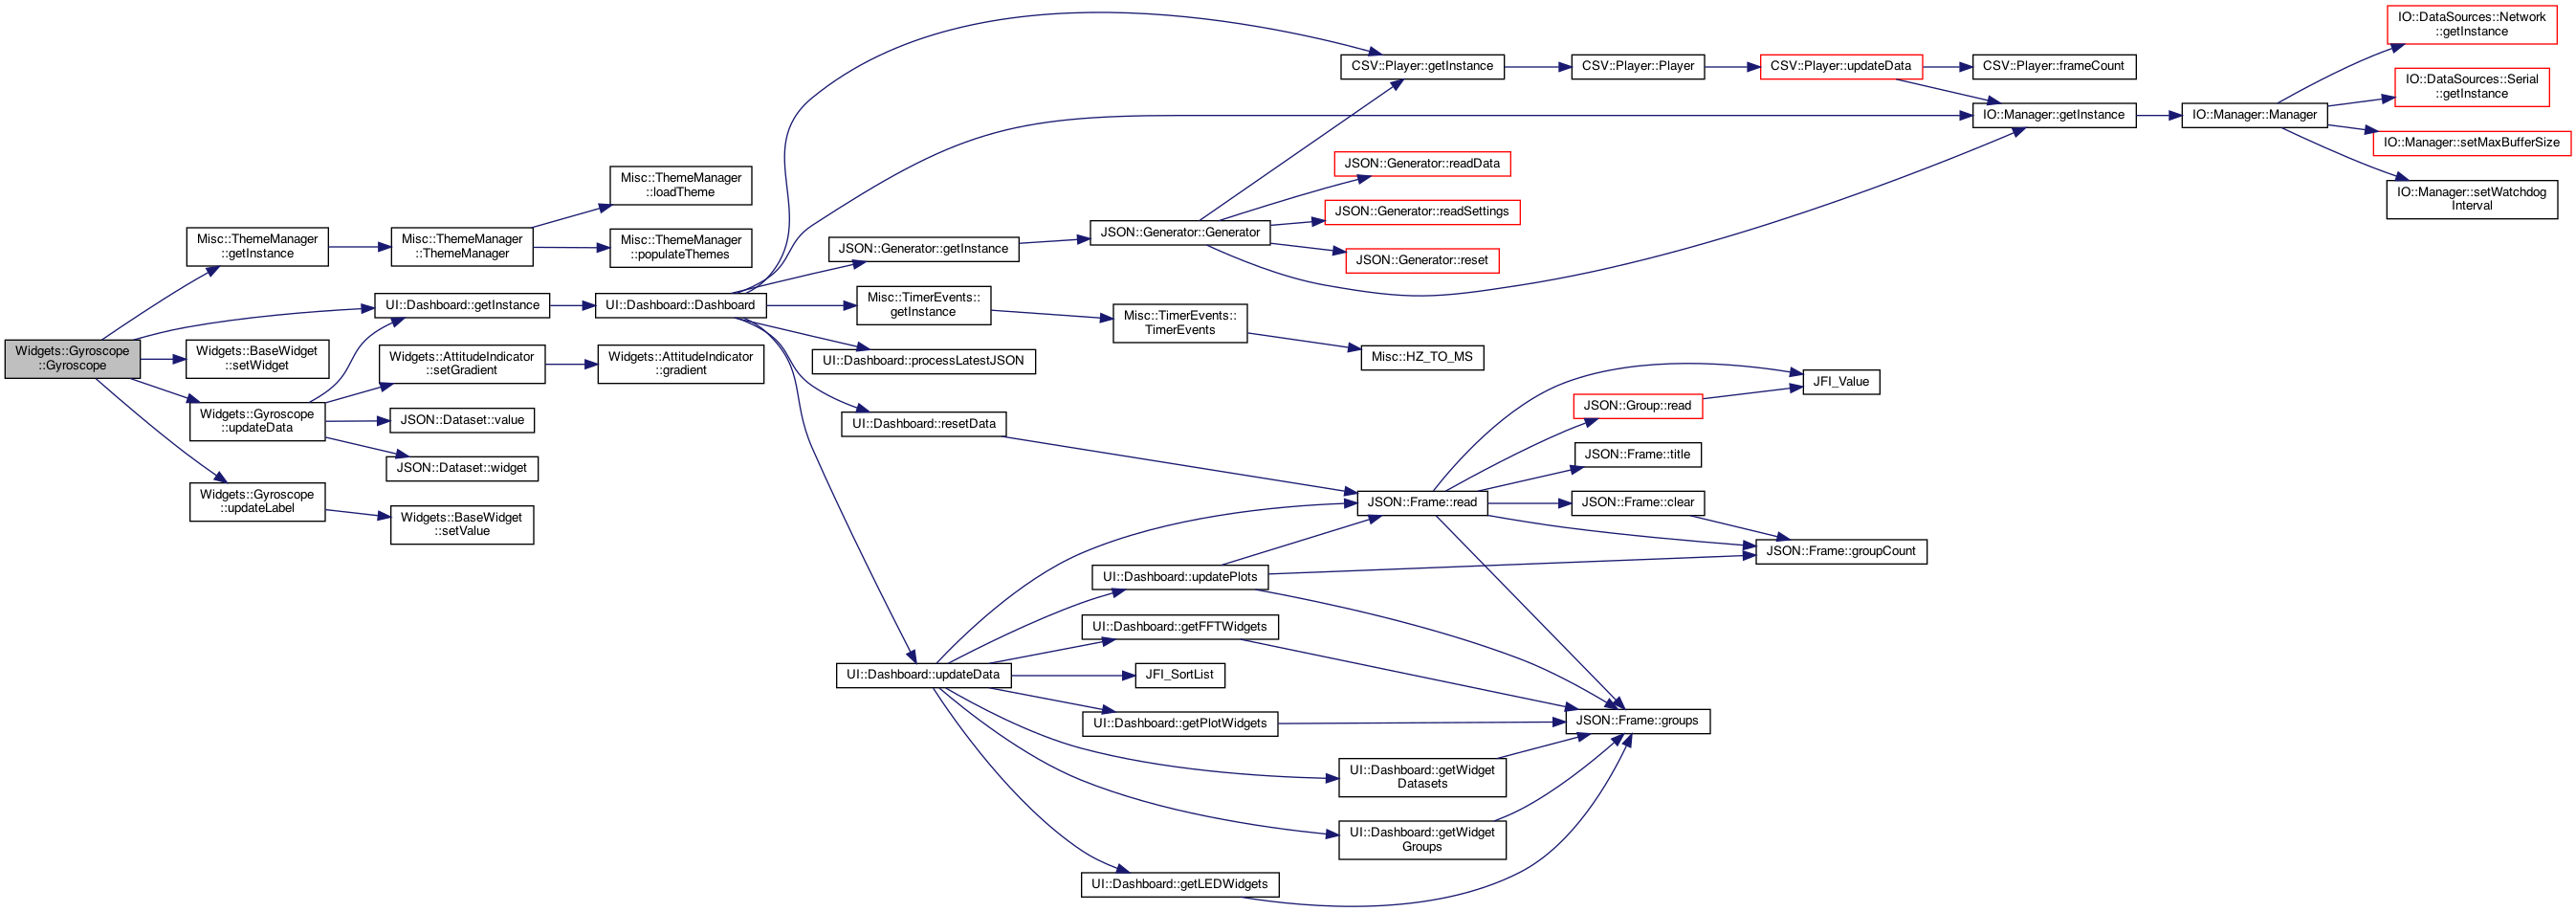 Widgets::Gyroscope
::Gyroscope
Misc::ThemeManager
::getInstance
Misc::ThemeManager
::ThemeManager
Misc::ThemeManager
::loadTheme
Misc::ThemeManager
::populateThemes
UI::Dashboard::getInstance
UI::Dashboard::Dashboard
Widgets::BaseWidget
::setWidget
Widgets::Gyroscope
::updateData
Widgets::AttitudeIndicator
::setGradient
Widgets::AttitudeIndicator
::gradient
JSON::Dataset::value
JSON::Dataset::widget
Widgets::Gyroscope
::updateLabel
Widgets::BaseWidget
::setValue
CSV::Player::getInstance
CSV::Player::Player
CSV::Player::updateData
CSV::Player::frameCount
IO::Manager::getInstance
IO::Manager::Manager
IO::DataSources::Network
::getInstance
IO::DataSources::Serial
::getInstance
IO::Manager::setMaxBufferSize
IO::Manager::setWatchdog
Interval
JSON::Generator::getInstance
JSON::Generator::Generator
JSON::Generator::readData
JSON::Generator::readSettings
JSON::Generator::reset
Misc::TimerEvents::
getInstance
Misc::TimerEvents::
TimerEvents
Misc::HZ_TO_MS
UI::Dashboard::processLatestJSON
UI::Dashboard::resetData
UI::Dashboard::updateData
JSON::Frame::read
JFI_Value
JSON::Group::read
JSON::Frame::title
JSON::Frame::clear
JSON::Frame::groupCount
UI::Dashboard::updatePlots
UI::Dashboard::getFFTWidgets
JFI_SortList
UI::Dashboard::getPlotWidgets
JSON::Frame::groups
UI::Dashboard::getWidget
Datasets
UI::Dashboard::getWidget
Groups
UI::Dashboard::getLEDWidgets